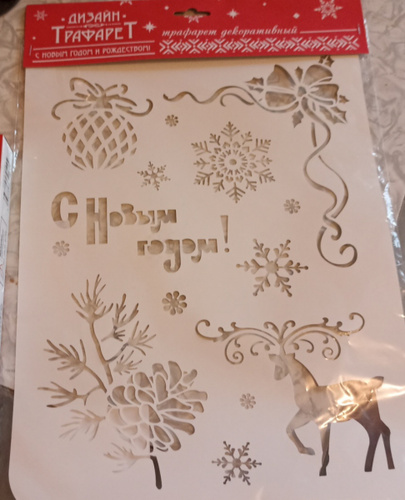 ДИЗАЙН-
ТРАФАРЕТ
С НОВЫМ ГОДОМ И РОЖДЕСТВОМ!
трафарет декоративный
С Новым
годом!